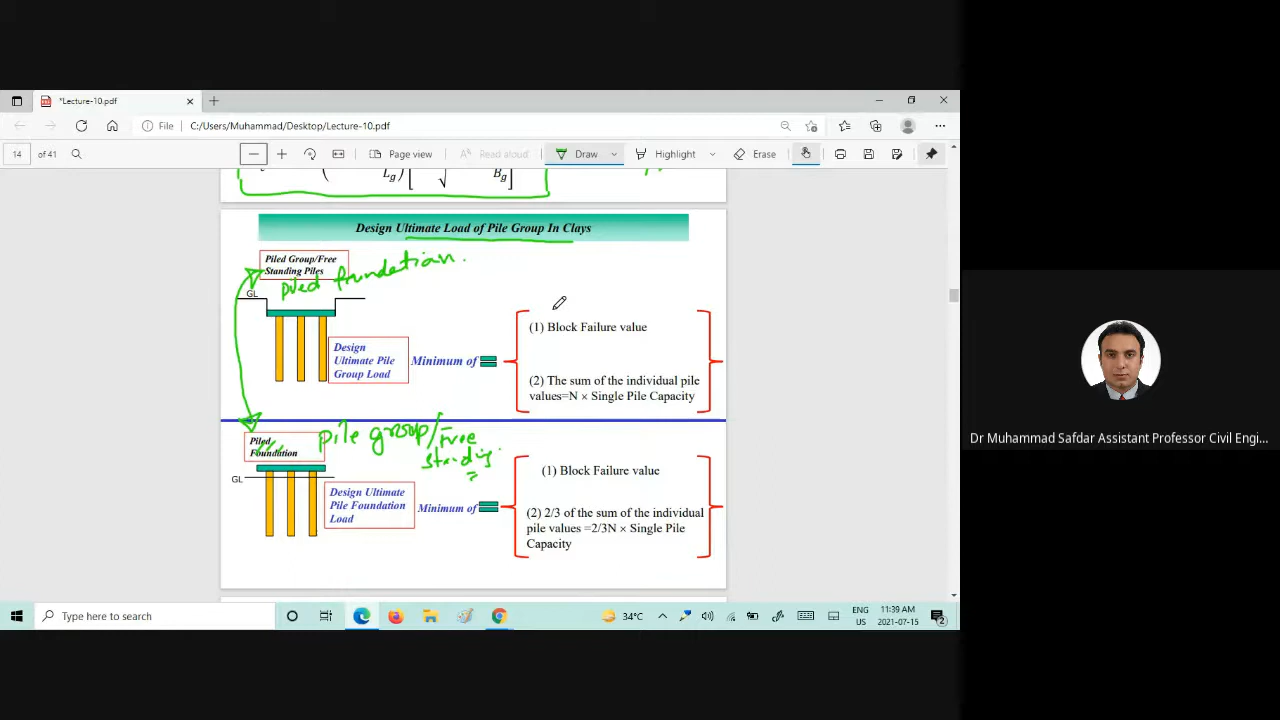 *Lecture-10.pdf
File
C:/Users/Muhammad/Desktop/Lecture-10.pdf
14
of 41
Page view
Read aloud
Draw
Highlight
Erase
L_g
B_g
Design Ultimate Load of Pile Group In Clays
Piled Group/Free
Standing Piles
piled foundation.
GL
Design
Ultimate Pile
Group Load
Minimum of
(1) Block Failure value
(2) The sum of the individual pile
values=N × Single Pile Capacity
Piled
Foundation
pile group/Free
standing
GL
Design Ultimate
Pile Foundation
Load
Minimum of
(1) Block Failure value
(2) 2/3 of the sum of the individual
pile values =2/3N × Single Pile
Capacity
Dr Muhammad Safdar Assistant Professor Civil Engi...
Type here to search
34°C
ENG
US
11:39 AM
2021-07-15
2